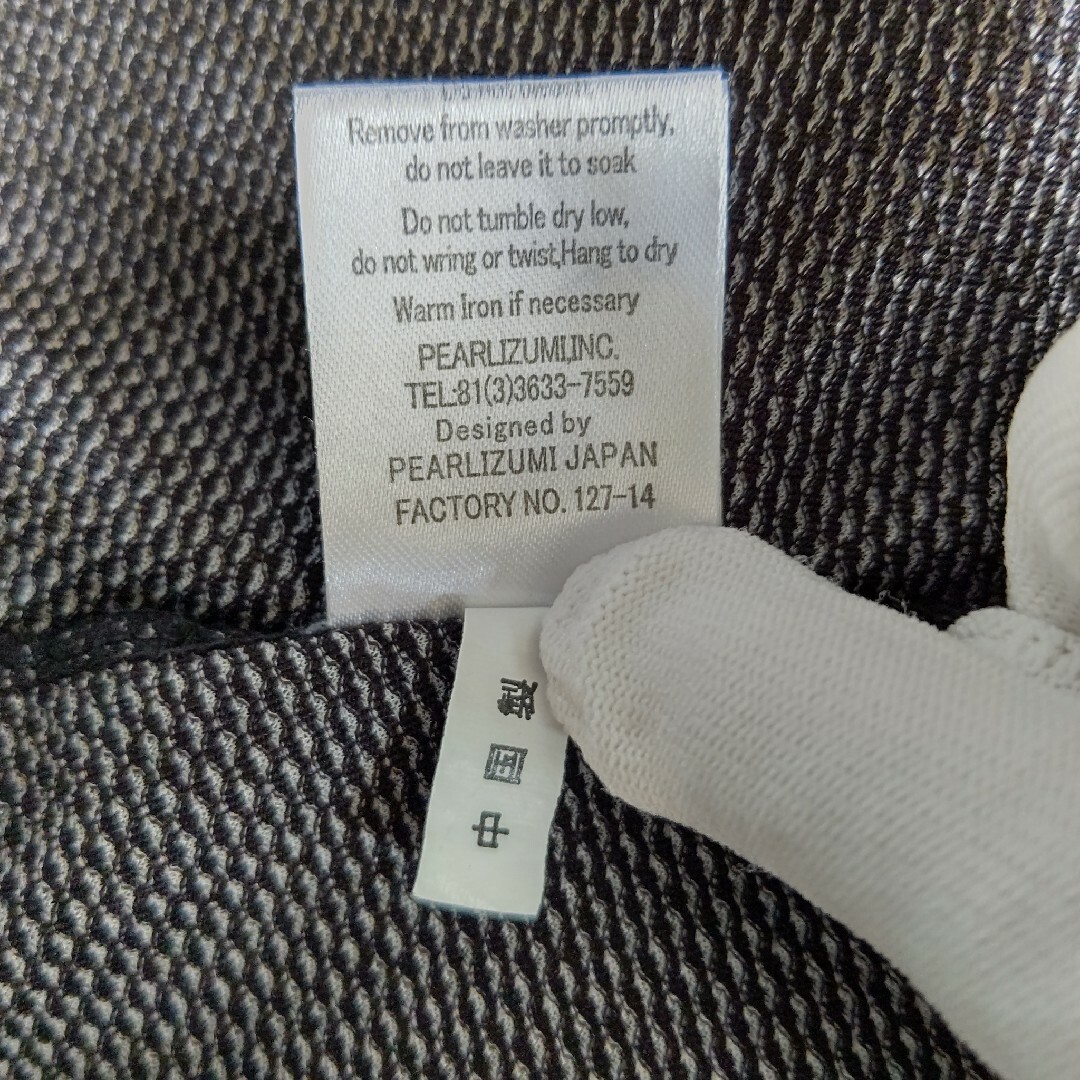 Remove from washer promptly,
do not leave it to soak
Do not tumble dry low,
do not wring or twist,Hang to dry
Warm Iron if necessary
PEARLIZUMI,INC.
TEL:81(3)3633-7559
Designed by
PEARLIZUMI JAPAN
FACTORY NO. 127-14
中国製